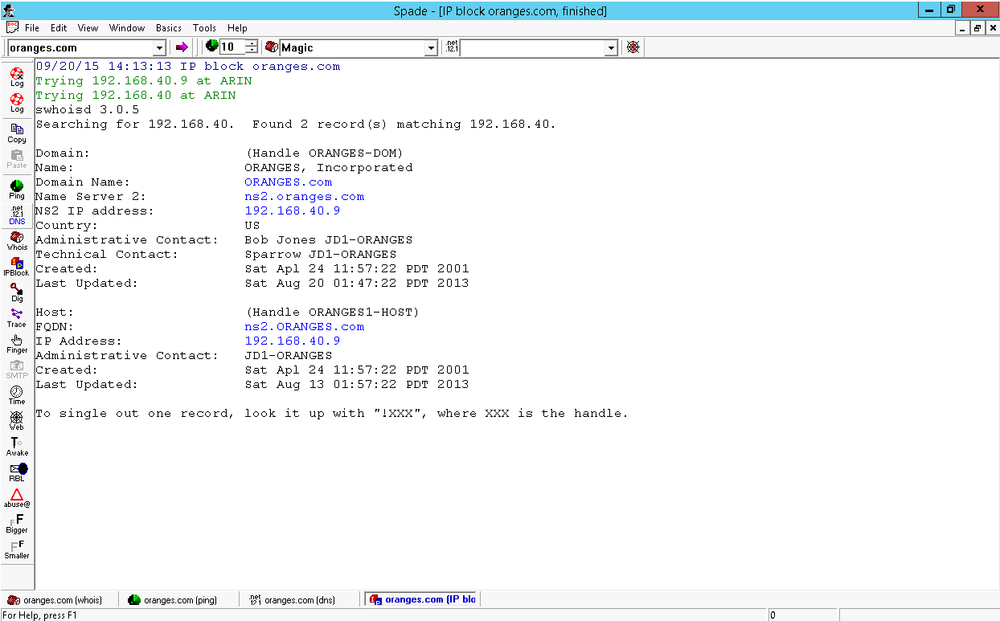 Spade - [IP block oranges.com, finished]
File Edit View Window Basics Tools Help
oranges.com 10 Magic .net 12.1
09/20/15 14:13:13 IP block oranges.com
Trying 192.168.40.9 at ARIN
Trying 192.168.40 at ARIN
swhoisd 3.0.5
Searching for 192.168.40. Found 2 record(s) matching 192.168.40.
Domain: (Handle ORANGES-DOM)
Name: ORANGES, Incorporated
Domain Name: ORANGES.com
Name Server 2: ns2.oranges.com
NS2 IP address: 192.168.40.9
Country: US
Administrative Contact: Bob Jones JD1-ORANGES
Technical Contact: Sparrow JD1-ORANGES
Created: Sat Apl 24 11:57:22 PDT 2001
Last Updated: Sat Aug 20 01:47:22 PDT 2013
Host: (Handle ORANGES1-HOST)
FQDN: ns2.ORANGES.com
IP Address: 192.168.40.9
Administrative Contact: JD1-ORANGES
Created: Sat Apl 24 11:57:22 PDT 2001
Last Updated: Sat Aug 13 01:57:22 PDT 2013
To single out one record, look it up with "!XXX", where XXX is the handle.
Log
Log
Copy
Paste
Ping
.net
12.1
DNS
Whois
IPBlock
Dig
Trace
Finger
SMTP
Time
Web
Awake
RBL
abuse@
Bigger
Smaller
oranges.com (whois) oranges.com (ping) .net 12.1 oranges.com (dns) oranges.com (IP blo
For Help, press F1 0